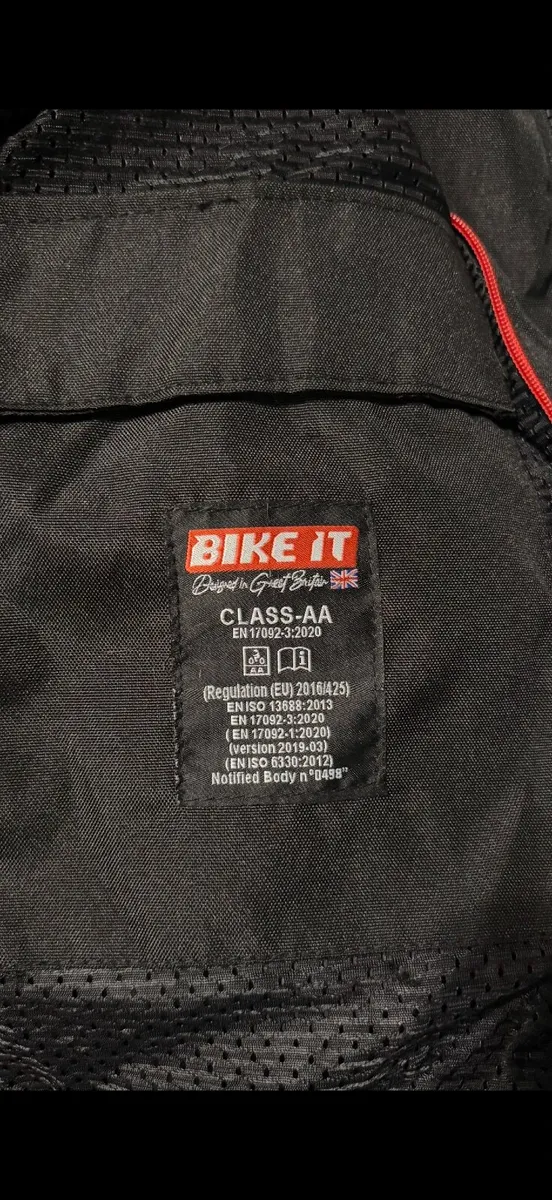 BIKE IT
Designed in Great Britain
CLASS-AA
EN 17092-3:2020
AA
(Regulation (EU) 2016/425)
EN ISO 13688:2013
EN 17092-3:2020
( EN 17092-1:2020)
(version 2019-03)
(EN ISO 6330:2012)
Notified Body n°0498"